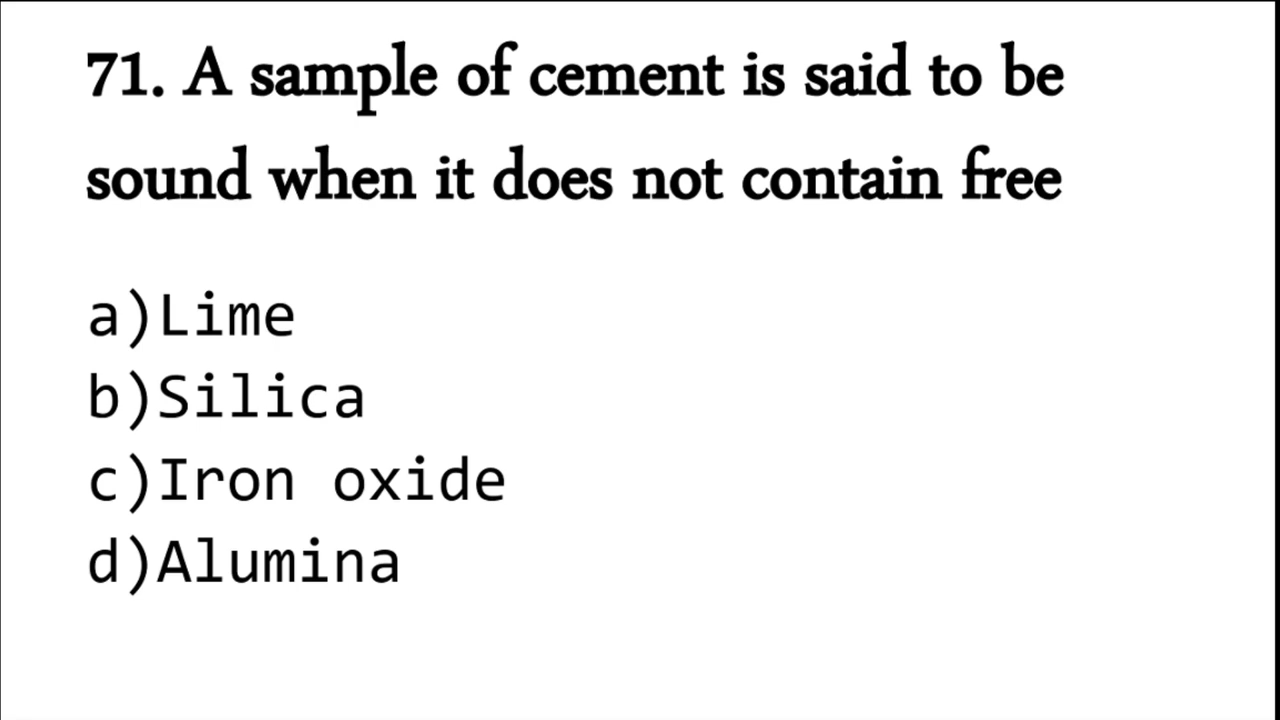 71. A sample of cement is said to be
sound when it does not contain free
a)Lime
b)Silica
c)Iron oxide
d)Alumina